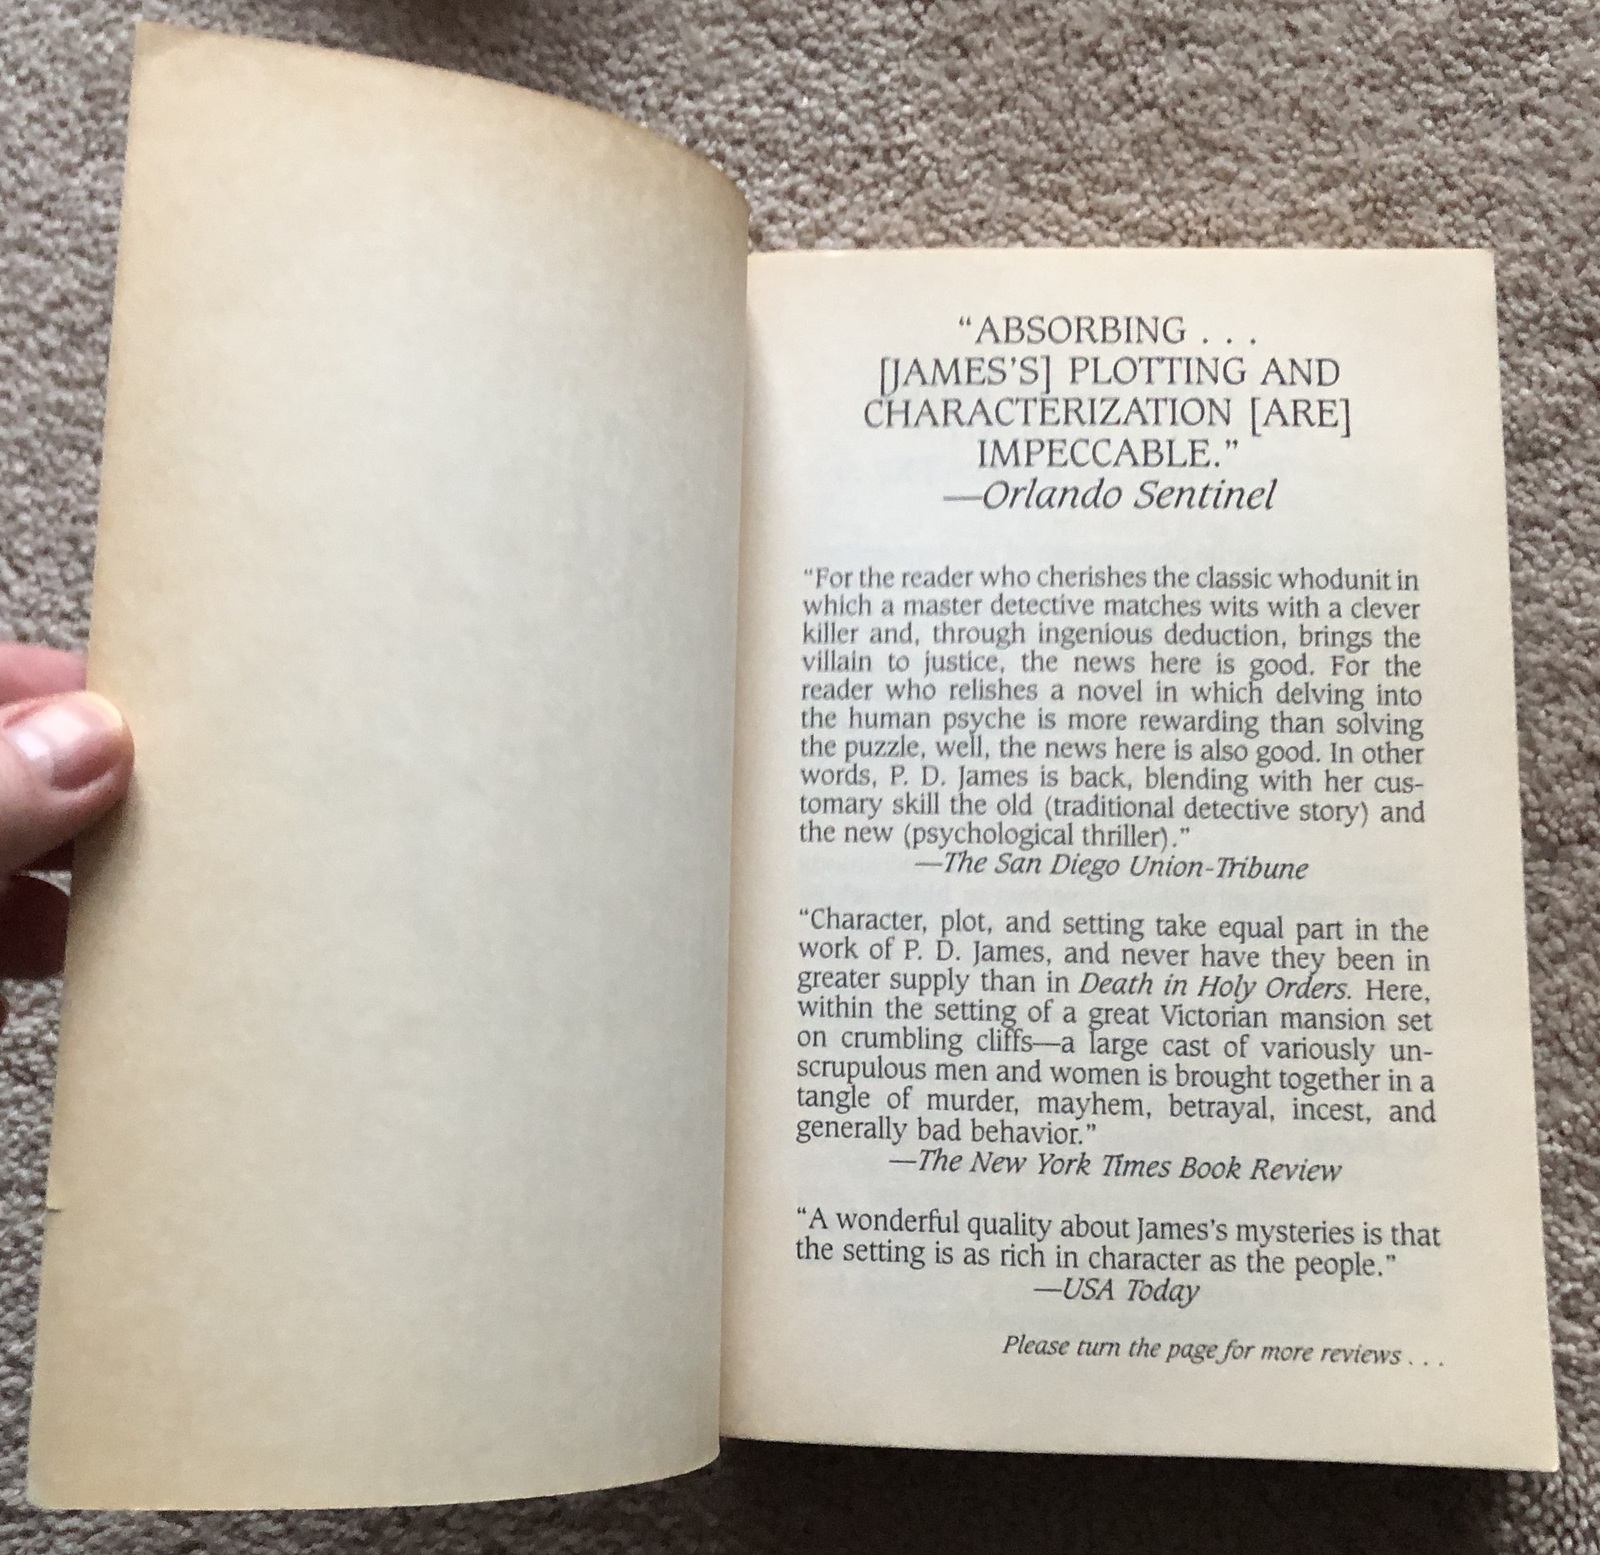 “ABSORBING . . .
[JAMES’S] PLOTTING AND
CHARACTERIZATION [ARE]
IMPECCABLE.”
—Orlando Sentinel
“For the reader who cherishes the classic whodunit in
which a master detective matches wits with a clever
killer and, through ingenious deduction, brings the
villain to justice, the news here is good. For the
reader who relishes a novel in which delving into
the human psyche is more rewarding than solving
the puzzle, well, the news here is also good. In other
words, P. D. James is back, blending with her cus-
tomary skill the old (traditional detective story) and
the new (psychological thriller).”
—The San Diego Union-Tribune
“Character, plot, and setting take equal part in the
work of P. D. James, and never have they been in
greater supply than in Death in Holy Orders. Here,
within the setting of a great Victorian mansion set
on crumbling cliffs—a large cast of variously un-
scrupulous men and women is brought together in a
tangle of murder, mayhem, betrayal, incest, and
generally bad behavior.”
—The New York Times Book Review
“A wonderful quality about James’s mysteries is that
the setting is as rich in character as the people.”
—USA Today
Please turn the page for more reviews . . .